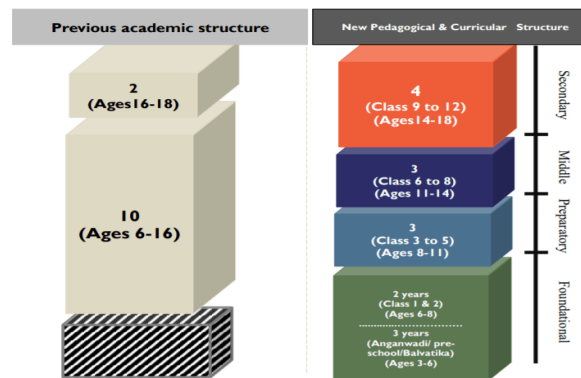 Previous academic structure
2
(Ages16-18)
10
(Ages 6-16)
New Pedagogical & Curricular Structure
4
(Class 9 to 12)
(Ages14-18)
3
(Class 6 to 8)
(Ages 11-14)
3
(Class 3 to 5)
(Ages 8-11)
2 years
(Class 1 & 2)
(Ages 6-8)
3 years
(Anganwadi/ pre-
school/Balvatika)
(Ages 3-6)
Secondary
Middle
Preparatory
Foundational